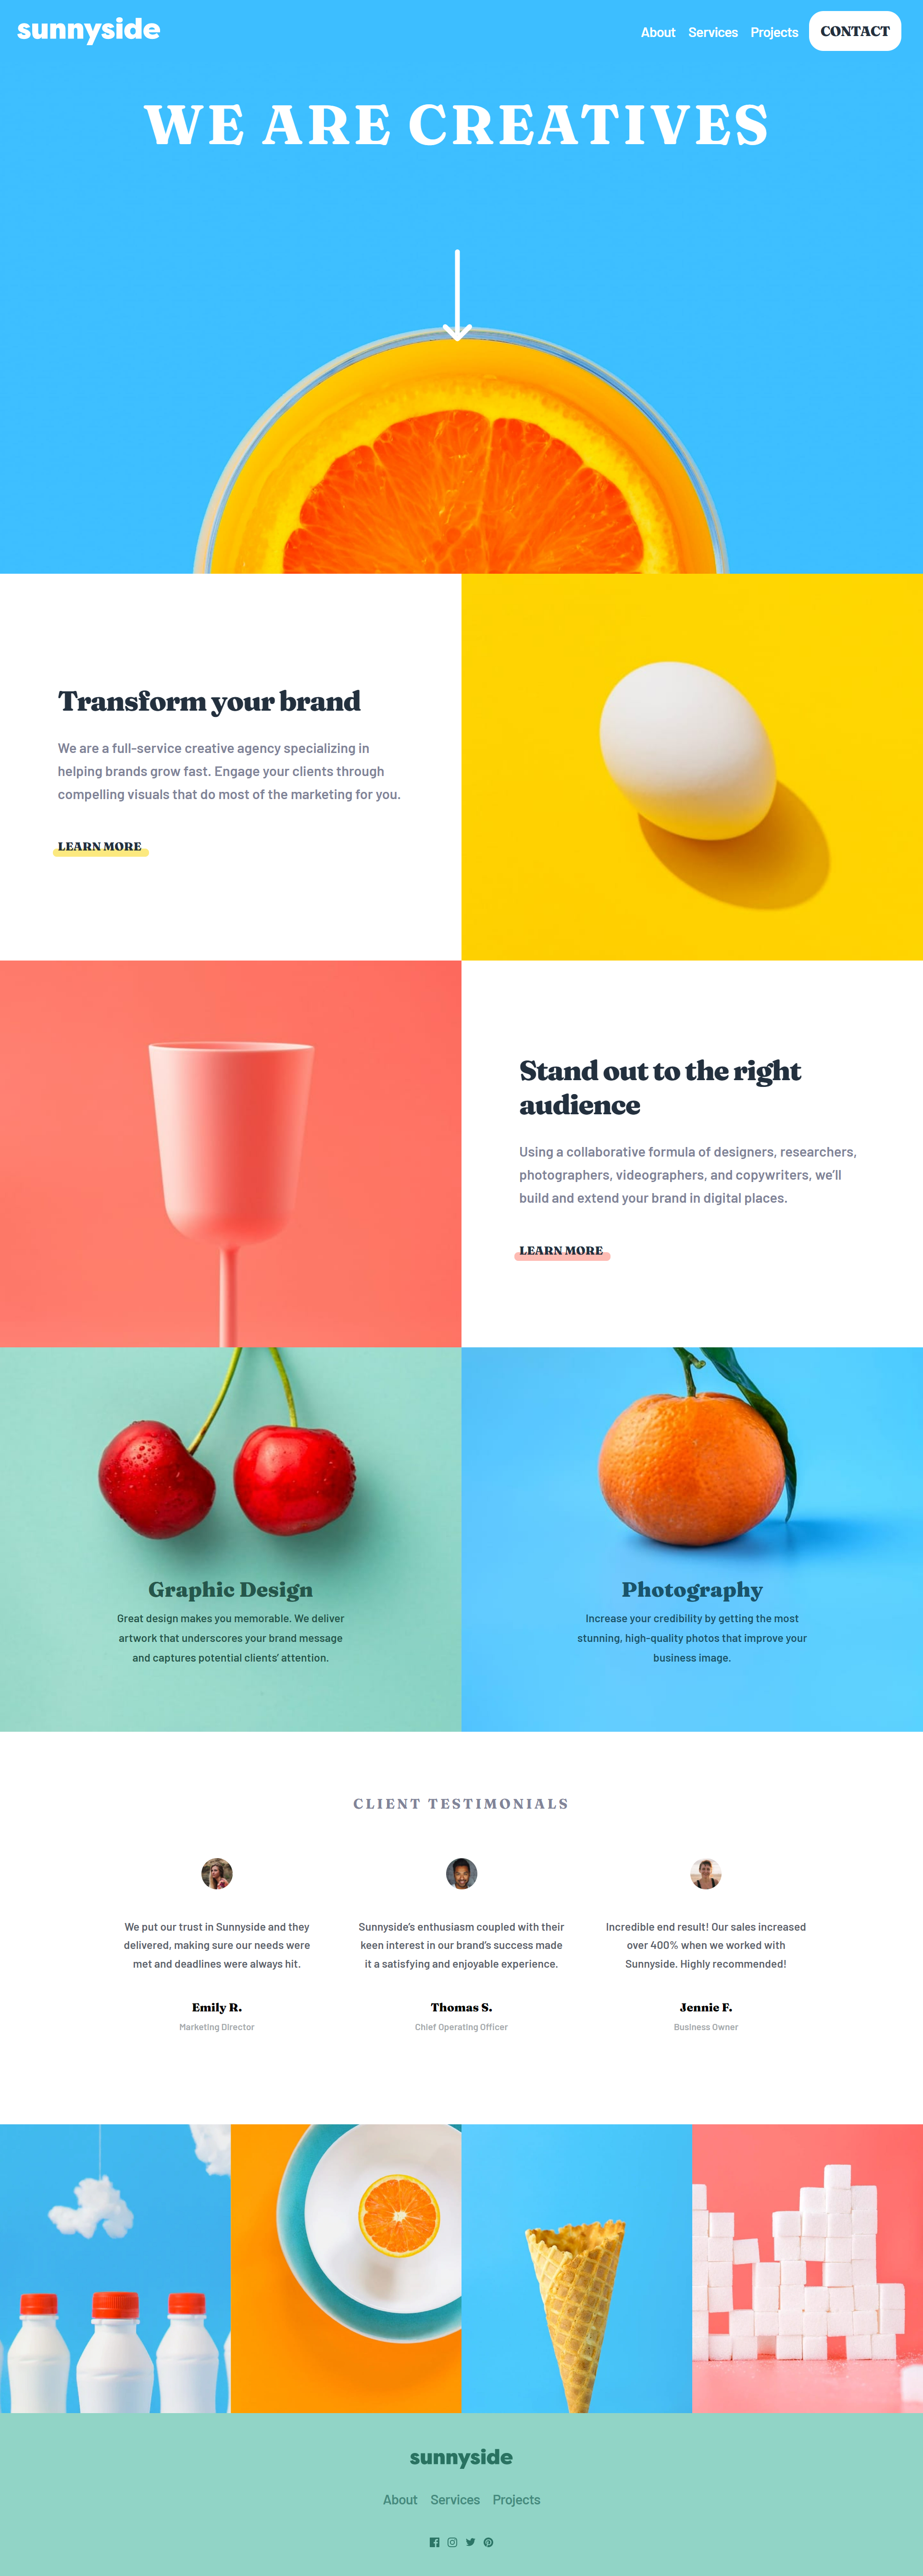 sunnyside
About Services Projects CONTACT
WE ARE CREATIVES
Transform your brand
We are a full-service creative agency specializing in
helping brands grow fast. Engage your clients through
compelling visuals that do most of the marketing for you.
LEARN MORE
Stand out to the right
audience
Using a collaborative formula of designers, researchers,
photographers, videographers, and copywriters, we’ll
build and extend your brand in digital places.
LEARN MORE
Graphic Design
Great design makes you memorable. We deliver
artwork that underscores your brand message
and captures potential clients’ attention.
Photography
Increase your credibility by getting the most
stunning, high-quality photos that improve your
business image.
CLIENT TESTIMONIALS
We put our trust in Sunnyside and they
delivered, making sure our needs were
met and deadlines were always hit.
Emily R.
Marketing Director
Sunnyside’s enthusiasm coupled with their
keen interest in our brand’s success made
it a satisfying and enjoyable experience.
Thomas S.
Chief Operating Officer
Incredible end result! Our sales increased
over 400% when we worked with
Sunnyside. Highly recommended!
Jennie F.
Business Owner
sunnyside
About Services Projects